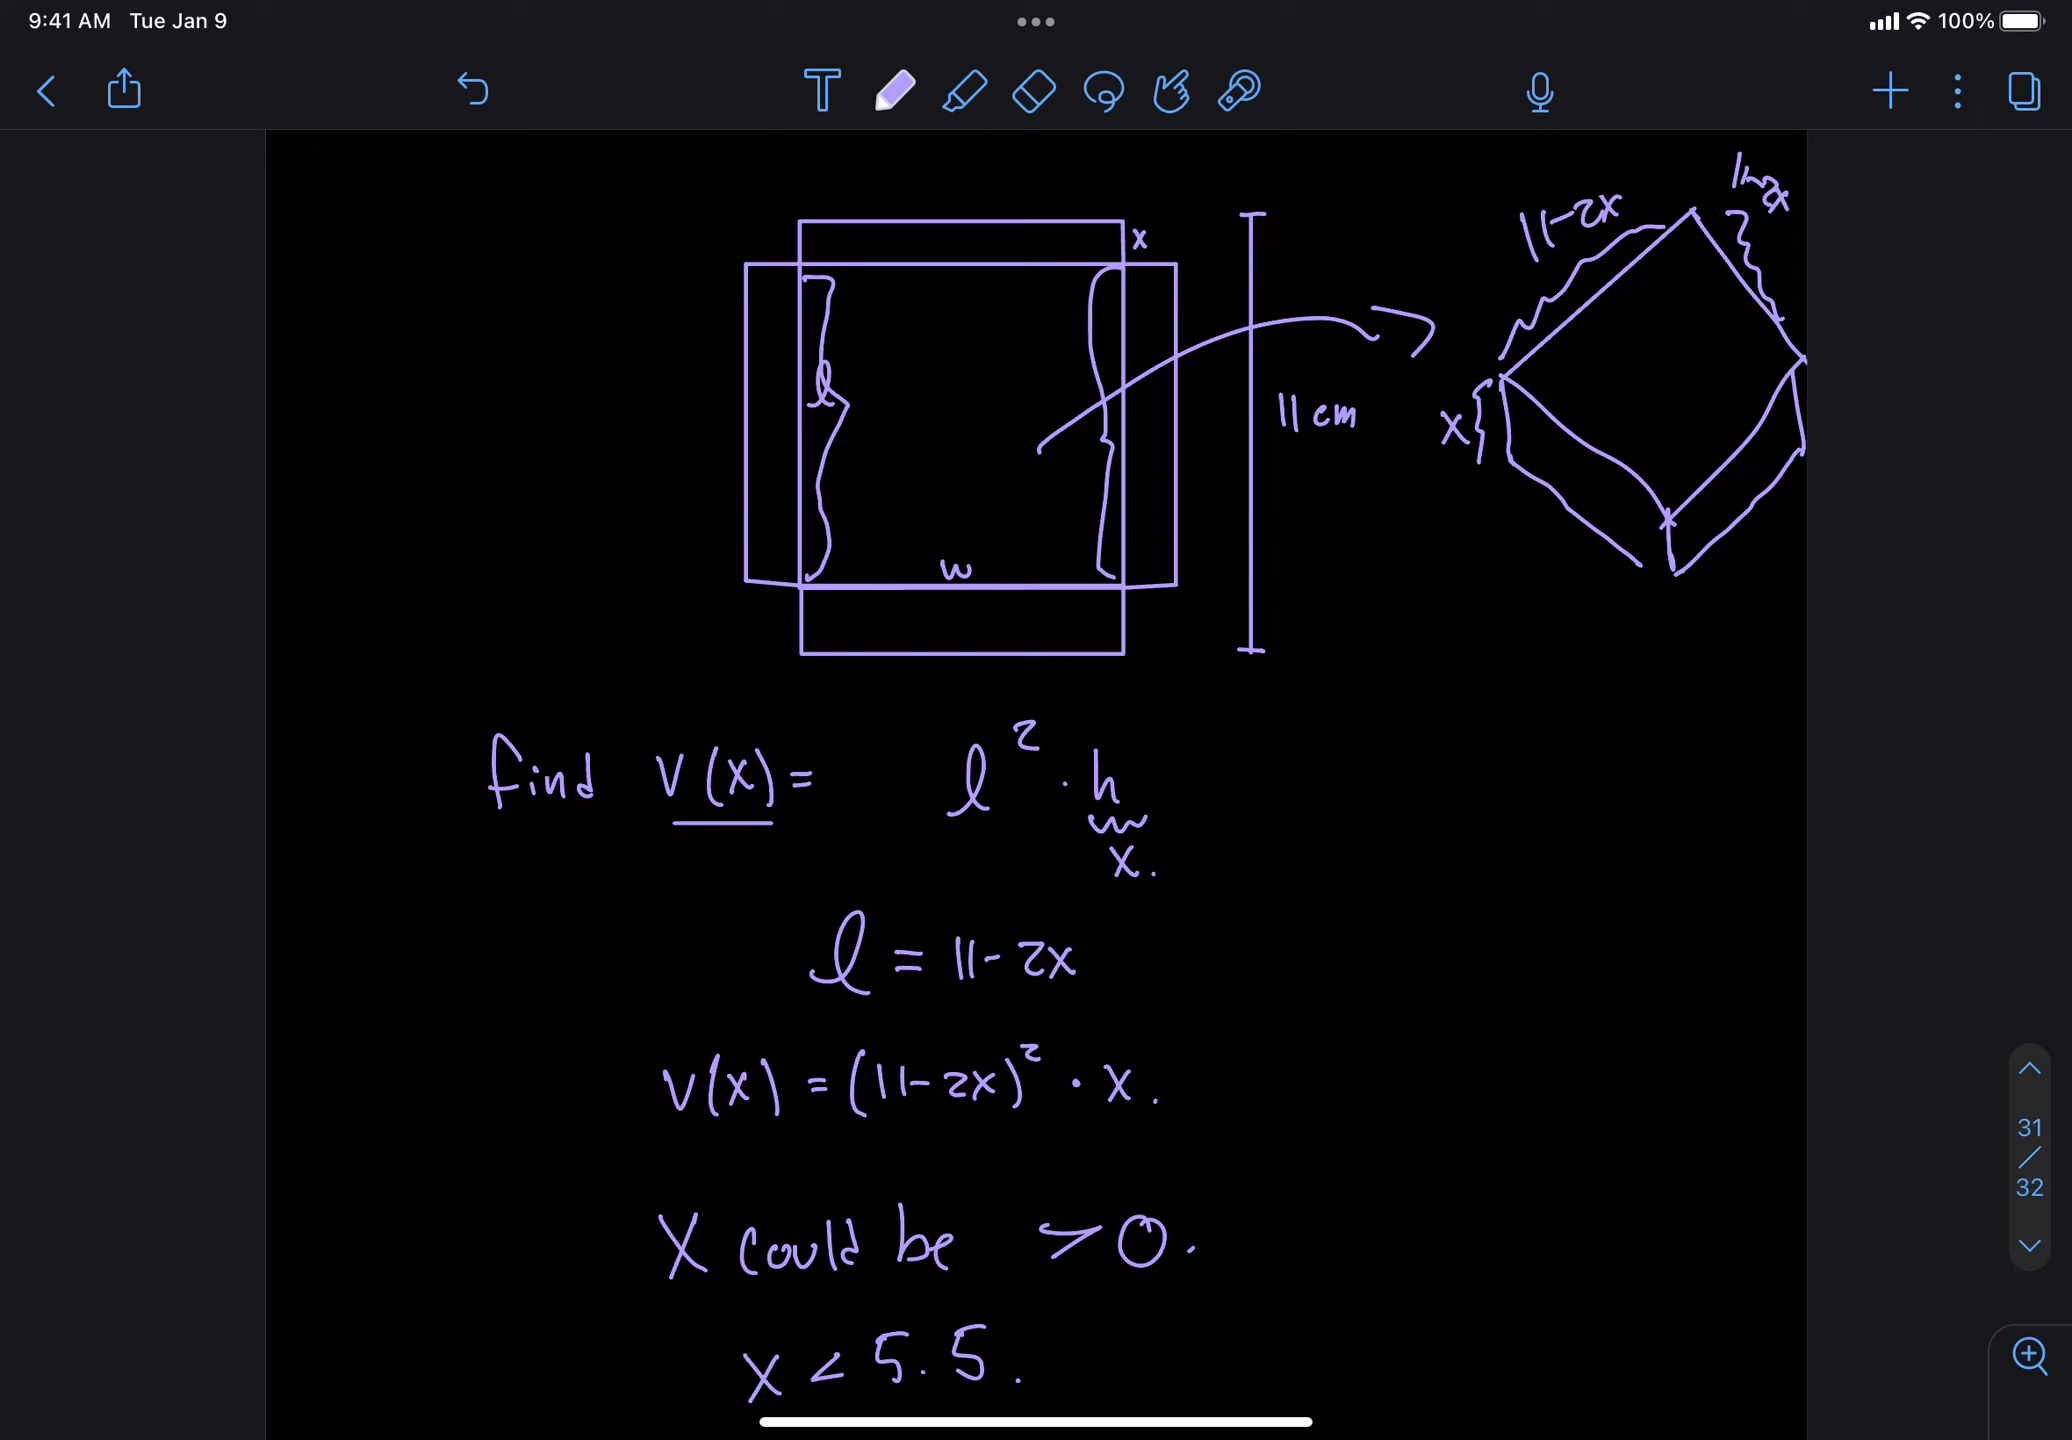 9:41 AM Tue Jan 9
100%
T
x
11-2x
11-2x
l
11 cm
x
w
find V(x)= l² · h
x.
l = 11-2x
V(x) = (11-2x)² · x.
X could be > 0.
x < 5.5.
31
/
32